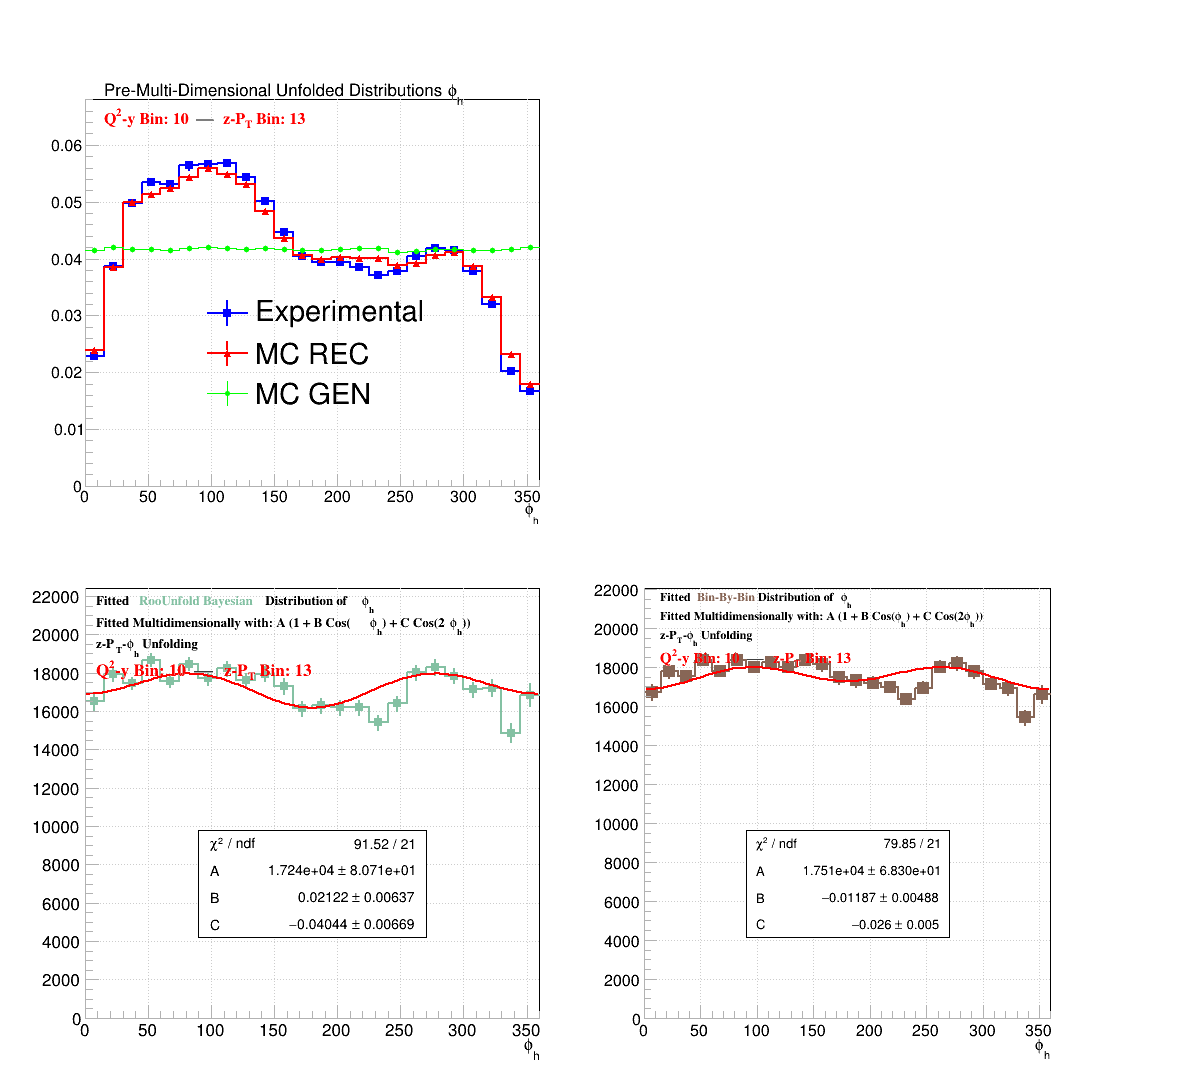 Pre-Multi-Dimensional Unfolded Distributions ϕh
Q2-y Bin: 10 — z-PT Bin: 13
0.06
0.05
0.04
0.03
0.02
0.01
0
Experimental
MC REC
MC GEN
0 50 100 150 200 250 300 350
ϕh
Fitted RooUnfold Bayesian Distribution of ϕh
Fitted Multidimensionally with: A (1 + B Cos( ϕh) + C Cos(2 ϕh))
z-PT-ϕh Unfolding
Q2-y Bin: 10 — z-PT Bin: 13
22000
20000
18000
16000
14000
12000
10000
8000
6000
4000
2000
0
χ2 / ndf 91.52 / 21
A 1.724e+04 ± 8.071e+01
B 0.02122 ± 0.00637
C −0.04044 ± 0.00669
0 50 100 150 200 250 300 350
ϕh
Fitted Bin-By-Bin Distribution of ϕh
Fitted Multidimensionally with: A (1 + B Cos(ϕh) + C Cos(2ϕh))
z-PT-ϕh Unfolding
Q2-y Bin: 10 — z-PT Bin: 13
22000
20000
18000
16000
14000
12000
10000
8000
6000
4000
2000
0
χ2 / ndf 79.85 / 21
A 1.751e+04 ± 6.830e+01
B −0.01187 ± 0.00488
C −0.026 ± 0.005
0 50 100 150 200 250 300 350
ϕh